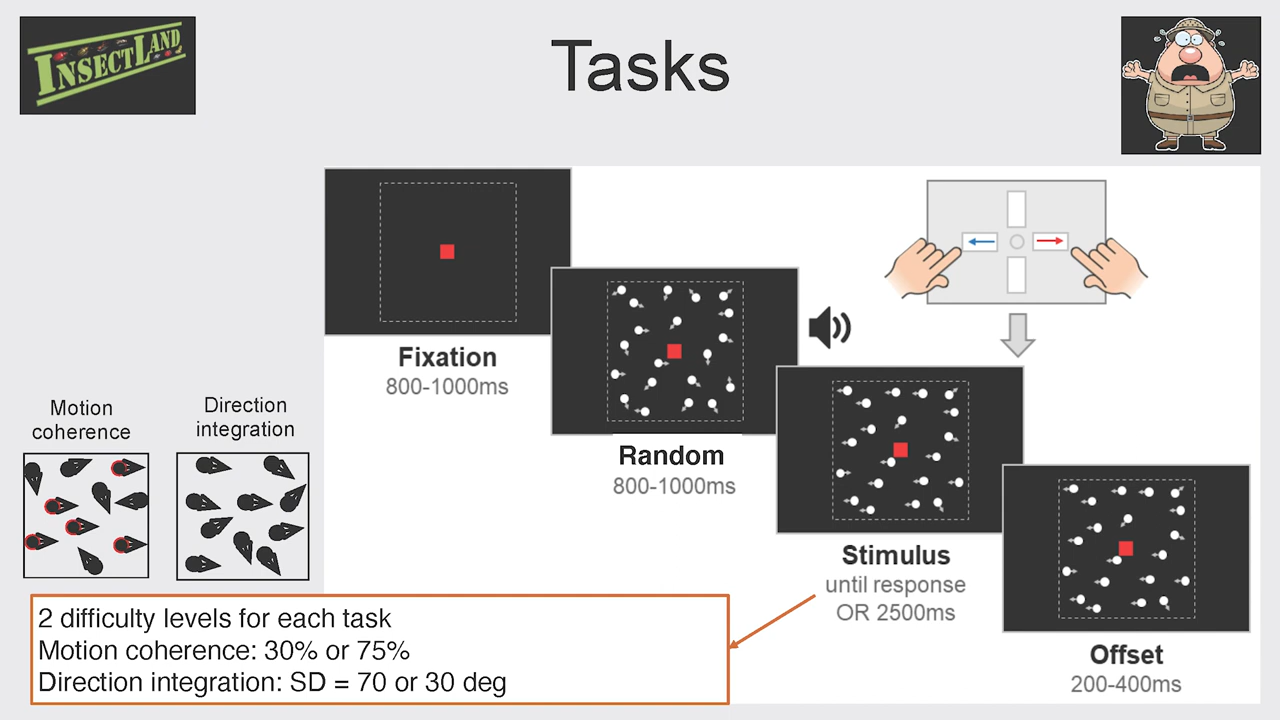 INSECTLAND
Tasks
Fixation
800-1000ms
Random
800-1000ms
Stimulus
until response
OR 2500ms
Offset
200-400ms
Motion
coherence
Direction
integration
2 difficulty levels for each task
Motion coherence: 30% or 75%
Direction integration: SD = 70 or 30 deg